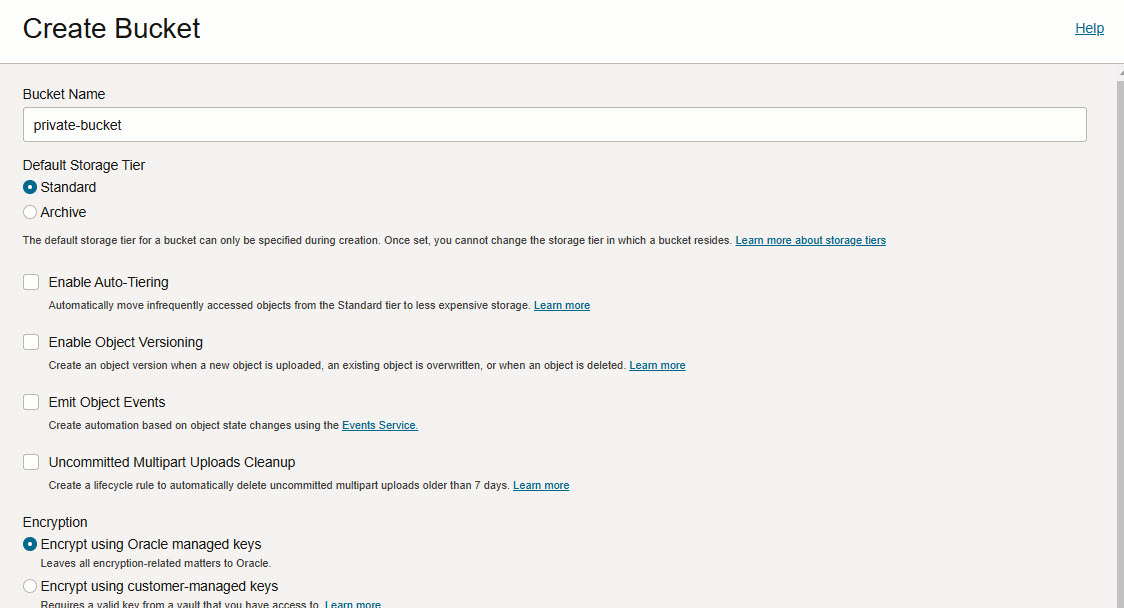 Create Bucket
Help
Bucket Name
private-bucket
Default Storage Tier
Standard
Archive
The default storage tier for a bucket can only be specified during creation. Once set, you cannot change the storage tier in which a bucket resides. Learn more about storage tiers
Enable Auto-Tiering
Automatically move infrequently accessed objects from the Standard tier to less expensive storage. Learn more
Enable Object Versioning
Create an object version when a new object is uploaded, an existing object is overwritten, or when an object is deleted. Learn more
Emit Object Events
Create automation based on object state changes using the Events Service.
Uncommitted Multipart Uploads Cleanup
Create a lifecycle rule to automatically delete uncommitted multipart uploads older than 7 days. Learn more
Encryption
Encrypt using Oracle managed keys
Leaves all encryption-related matters to Oracle.
Encrypt using customer-managed keys
Requires a valid key from a vault that you have access to. Learn more